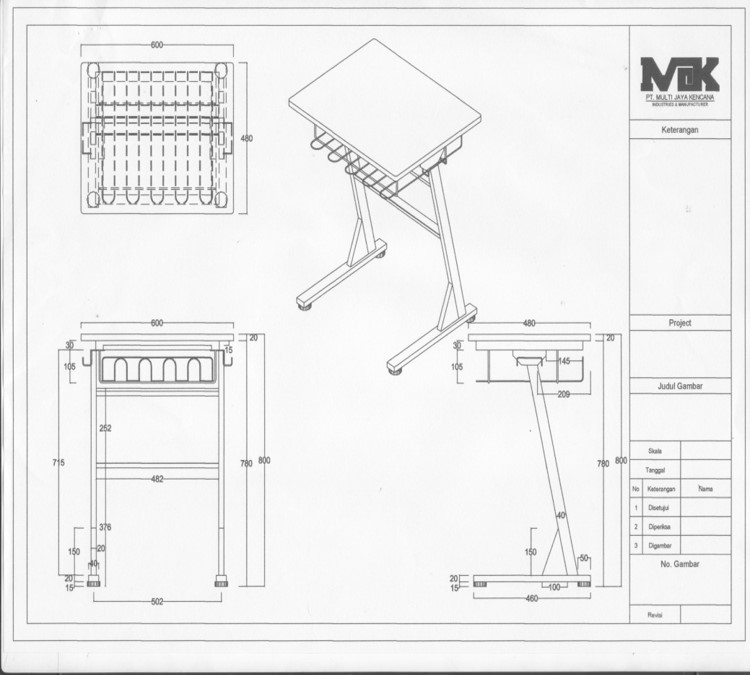 600
480
600
30
15
20
105
252
715
482
780
800
376
150
20
40
20
15
502
480
20
30
145
105
209
780
800
40
150
50
20
15
100
460
MJK
PT. MULTI JAYA KENCANA
INDUSTRIES & MANUFACTURER
Keterangan
Project
Judul Gambar
Skala
Tanggal
No Keterangan Nama
1 Disetujui
2 Diperiksa
3 Digambar
No. Gambar
Revisi